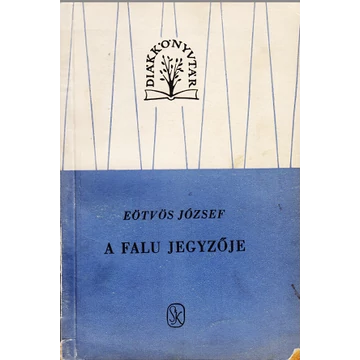 DIÁKKÖNYVTÁR
EÖTVÖS JÓZSEF
A FALU JEGYZŐJE